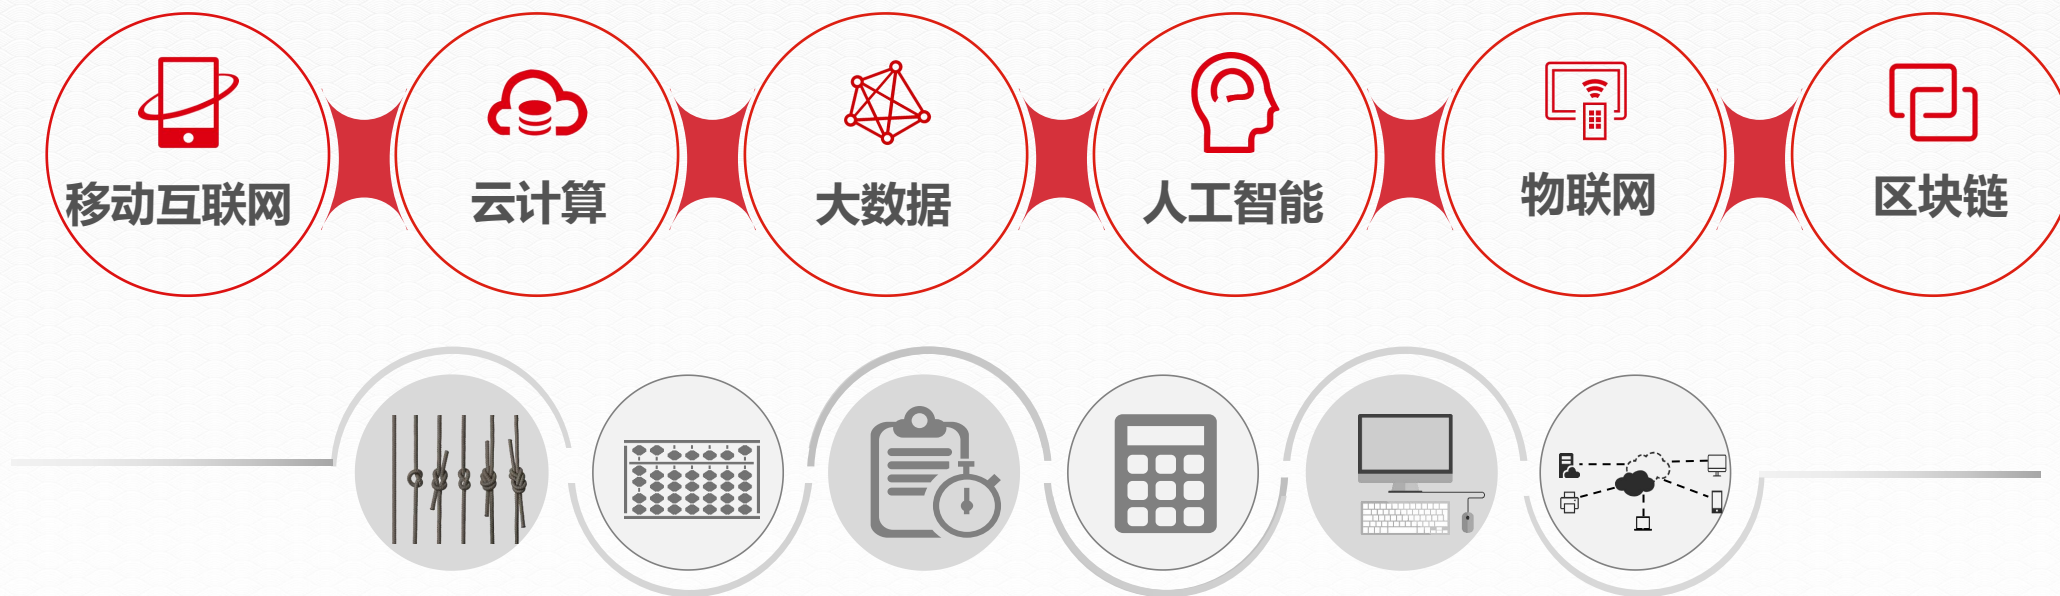 移动互联网
云计算
大数据
人工智能
物联网
区块链